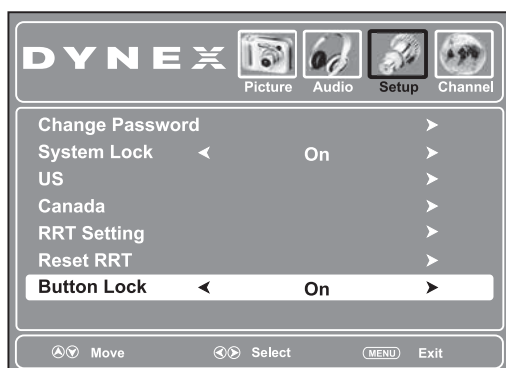 DYNEX
Picture Audio Setup Channel
Change Password
System Lock On
US
Canada
RRT Setting
Reset RRT
Button Lock On
Move Select MENU Exit